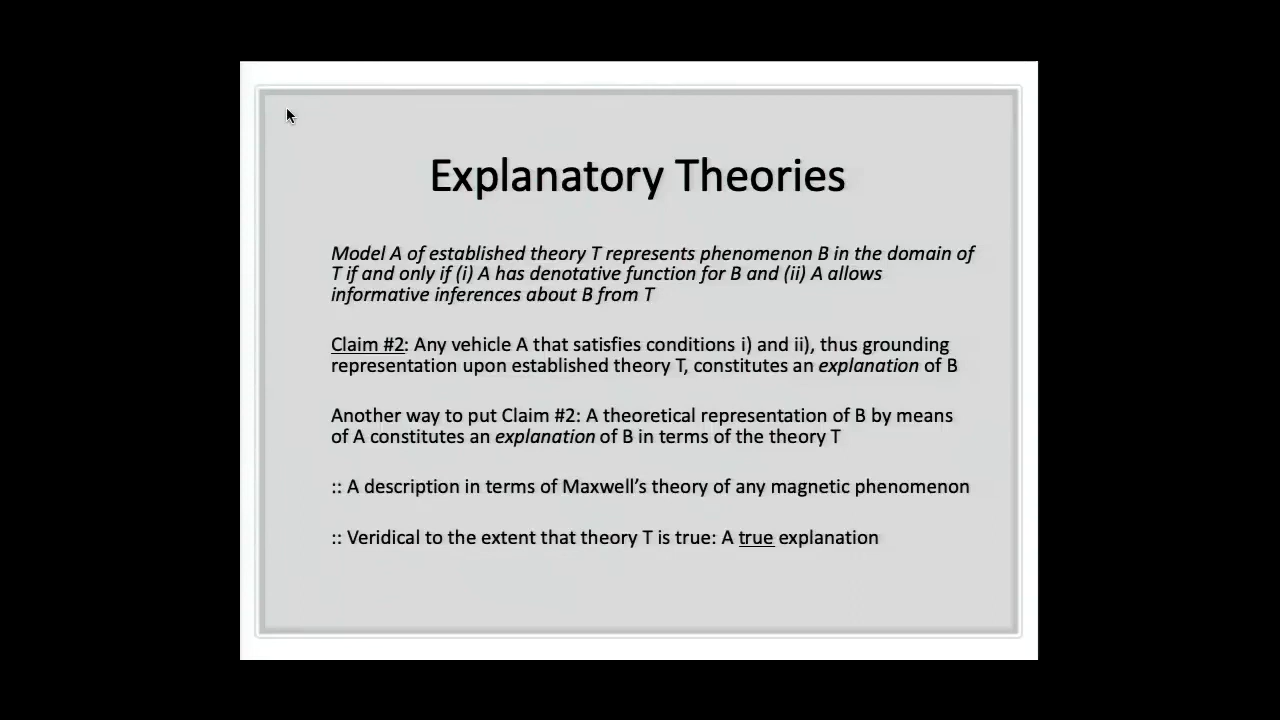 Explanatory Theories
Model A of established theory T represents phenomenon B in the domain of
T if and only if (i) A has denotative function for B and (ii) A allows
informative inferences about B from T
Claim #2: Any vehicle A that satisfies conditions i) and ii), thus grounding
representation upon established theory T, constitutes an explanation of B
Another way to put Claim #2: A theoretical representation of B by means
of A constitutes an explanation of B in terms of the theory T
:: A description in terms of Maxwell’s theory of any magnetic phenomenon
:: Veridical to the extent that theory T is true: A true explanation